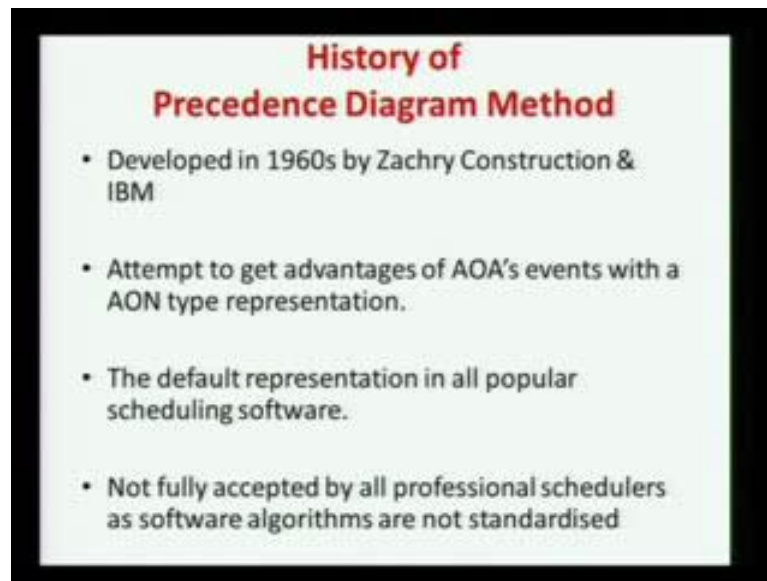 History of
Precedence Diagram Method
• Developed in 1960s by Zachry Construction &
IBM
• Attempt to get advantages of AOA's events with a
AON type representation.
• The default representation in all popular
scheduling software.
• Not fully accepted by all professional schedulers
as software algorithms are not standardised